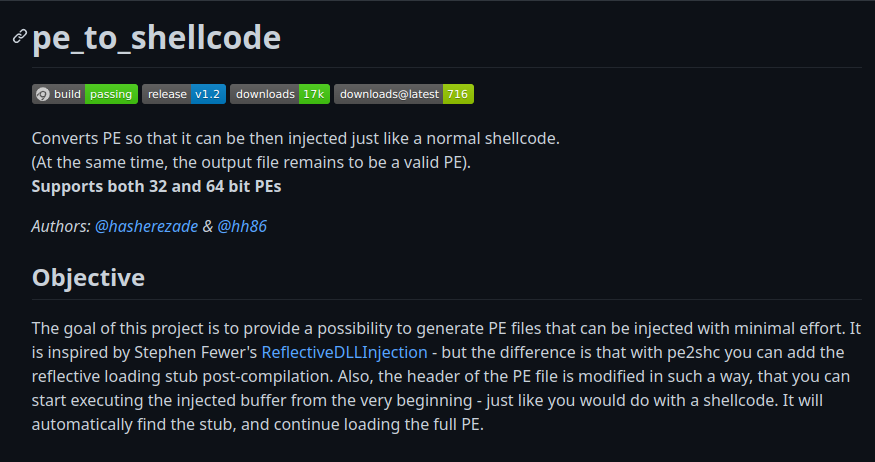 pe_to_shellcode
build passing release v1.2 downloads 17k downloads@latest 716
Converts PE so that it can be then injected just like a normal shellcode.
(At the same time, the output file remains to be a valid PE).
Supports both 32 and 64 bit PEs
Authors: @hasherezade & @hh86
Objective
The goal of this project is to provide a possibility to generate PE files that can be injected with minimal effort. It
is inspired by Stephen Fewer's ReflectiveDLLInjection - but the difference is that with pe2shc you can add the
reflective loading stub post-compilation. Also, the header of the PE file is modified in such a way, that you can
start executing the injected buffer from the very beginning - just like you would do with a shellcode. It will
automatically find the stub, and continue loading the full PE.